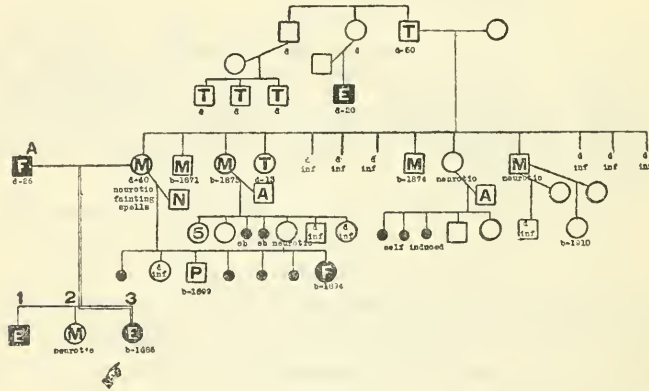 d
d
T
d-60
T
T
T
d
d
d
E
d-20
A
F
d-26
M
d-40
neurotic
fainting
spells
N
M
b-1871
M
b-1873
A
T
d-13
d
inf
d
inf
d
inf
M
b-1874
neurotic
A
M
neurotic
d
inf
d
inf
d
inf
S
sb
sb
neurotic
d
inf
d
inf
self induced
d
inf
b-1910
d
inf
P
b-1899
F
b-1894
1
2
3
E
M
neurot's
E
b-1888